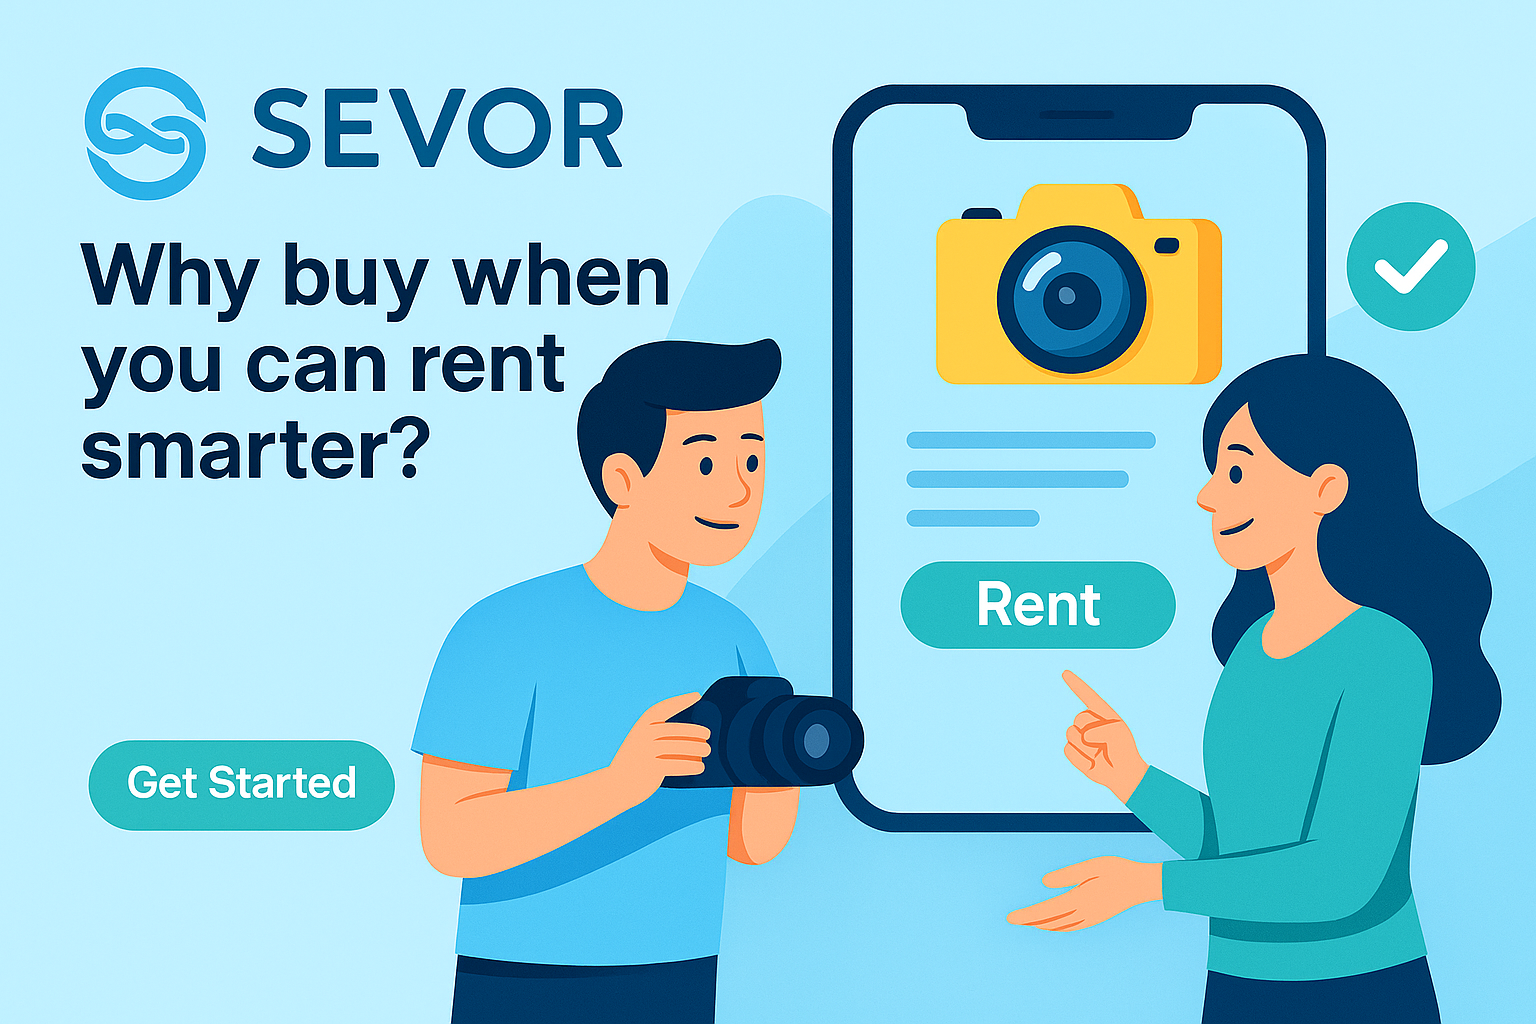 SEVOR
Why buy when
you can rent
smarter?
Rent
Get Started